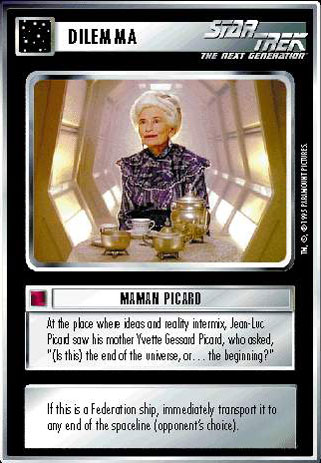 DILEMMA
STAR TREK
THE NEXT GENERATION
TM, ®, © 1995 PARAMOUNT PICTURES.
MAMAN PICARD
At the place where ideas and reality intermix, Jean-Luc
Picard saw his mother Yvette Gessard Picard, who asked,
"(Is this) the end of the universe, or... the beginning?"
If this is a Federation ship, immediately transport it to
any end of the spaceline (opponent's choice).